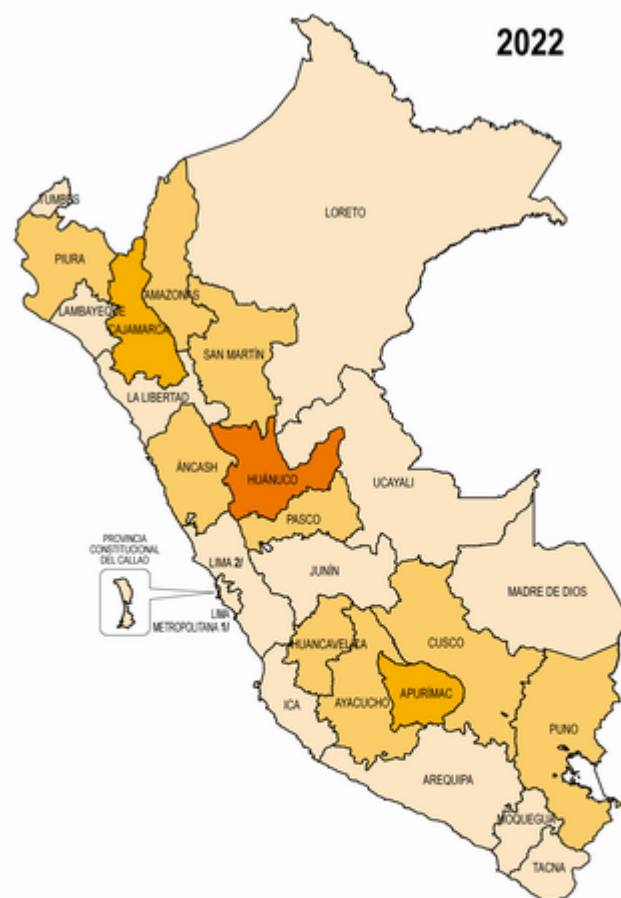 2022
LORETO
TUMBES
PIURA
AMAZONAS
LAMBAYEQUE
CAJAMARCA
SAN MARTÍN
LA LIBERTAD
ÁNCASH
HUÁNUCO
UCAYALI
PASCO
PROVINCIA
CONSTITUCIONAL
DEL CALLAO
LIMA 2/
JUNÍN
MADRE DE DIOS
LIMA
METROPOLITANA 1/
HUANCAVELICA
CUSCO
ICA
AYACUCHO
APURÍMAC
PUNO
AREQUIPA
MOQUEGUA
TACNA